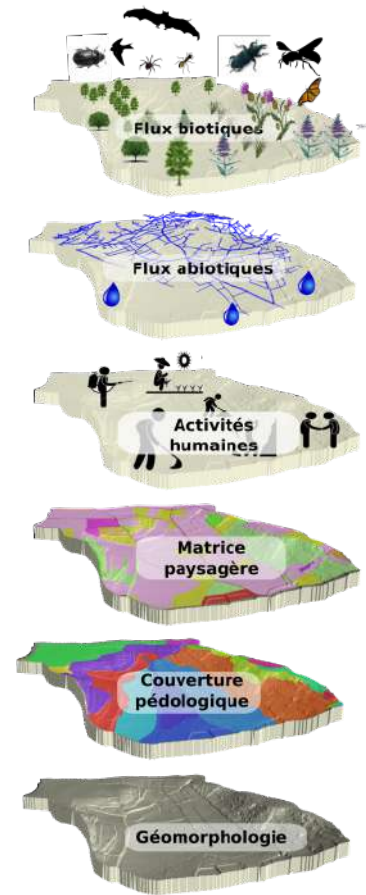 Flux biotiques
Flux abiotiques
Activités
humaines
Matrice
paysagère
Couverture
pédologique
Géomorphologie